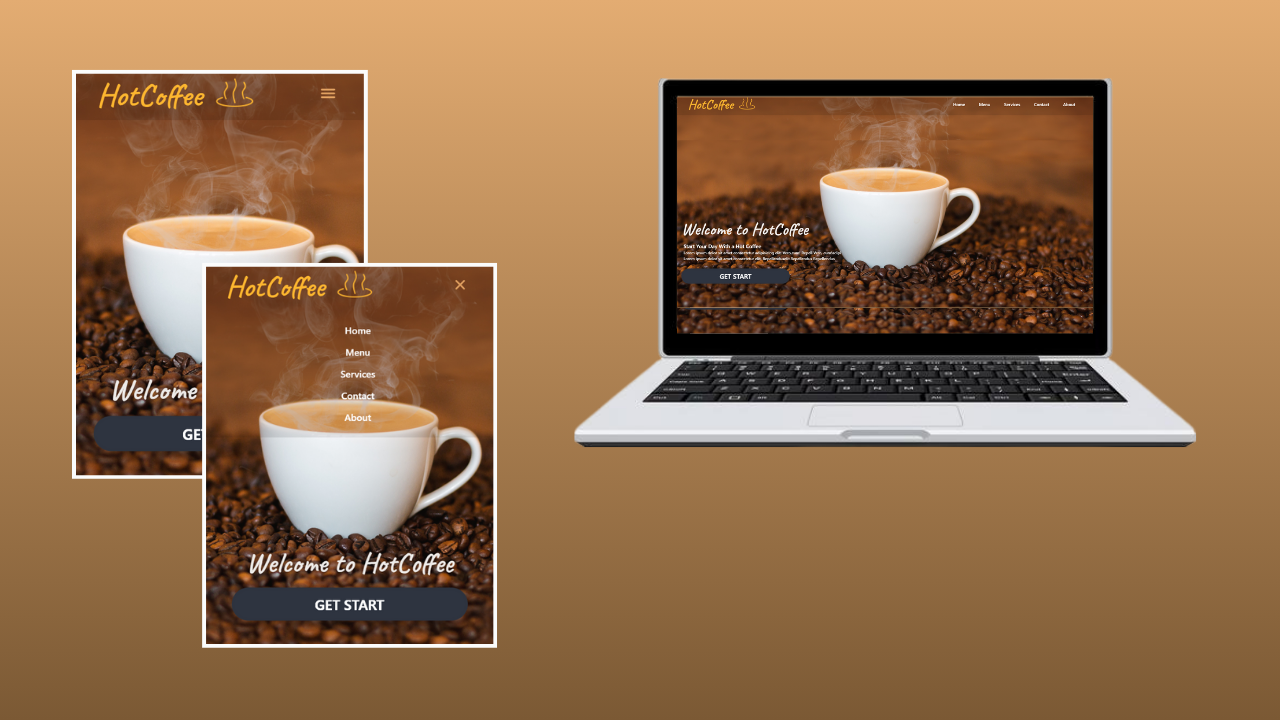 HotCoffee
Welcome
GE
HotCoffee
Home
Menu
Services
Contact
About
Welcome to HotCoffee
GET START
HotCoffee
Home Menu Services Contact About
Welcome to HotCoffee
Start Your Day With a Hot Coffee
GET START